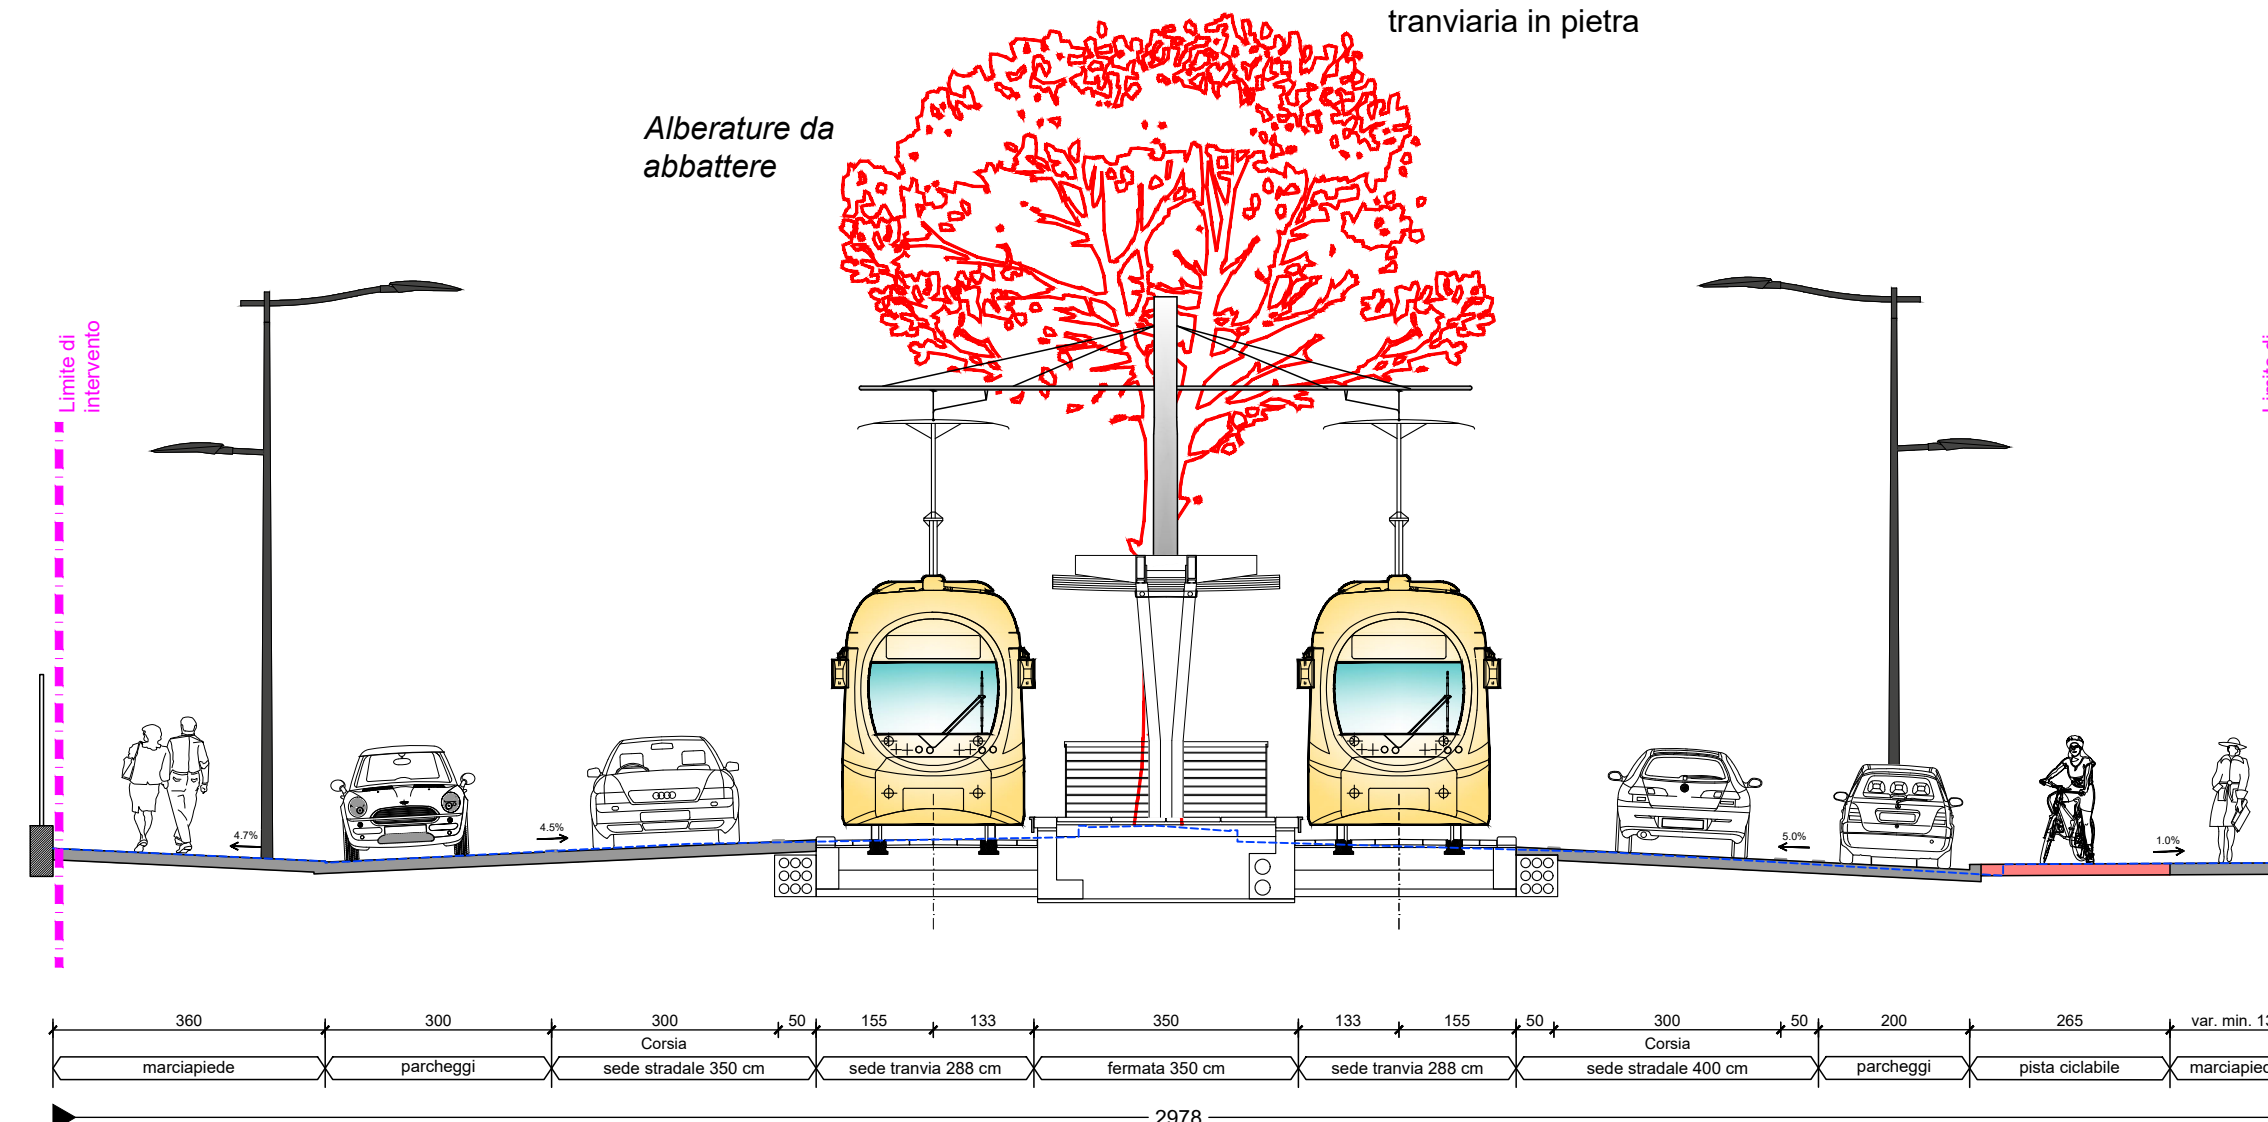 tranviaria in pietra
Alberature da
abbattere
Limite di
intervento
4.7%
4.5%
5.0%
1.0%
360
300
300
50
155
133
350
133
155
50
300
50
200
265
var. min.
Corsia
Corsia
marciapiede
parcheggi
sede stradale 350 cm
sede tranvia 288 cm
fermata 350 cm
sede tranvia 288 cm
sede stradale 400 cm
parcheggi
pista ciclabile
2978